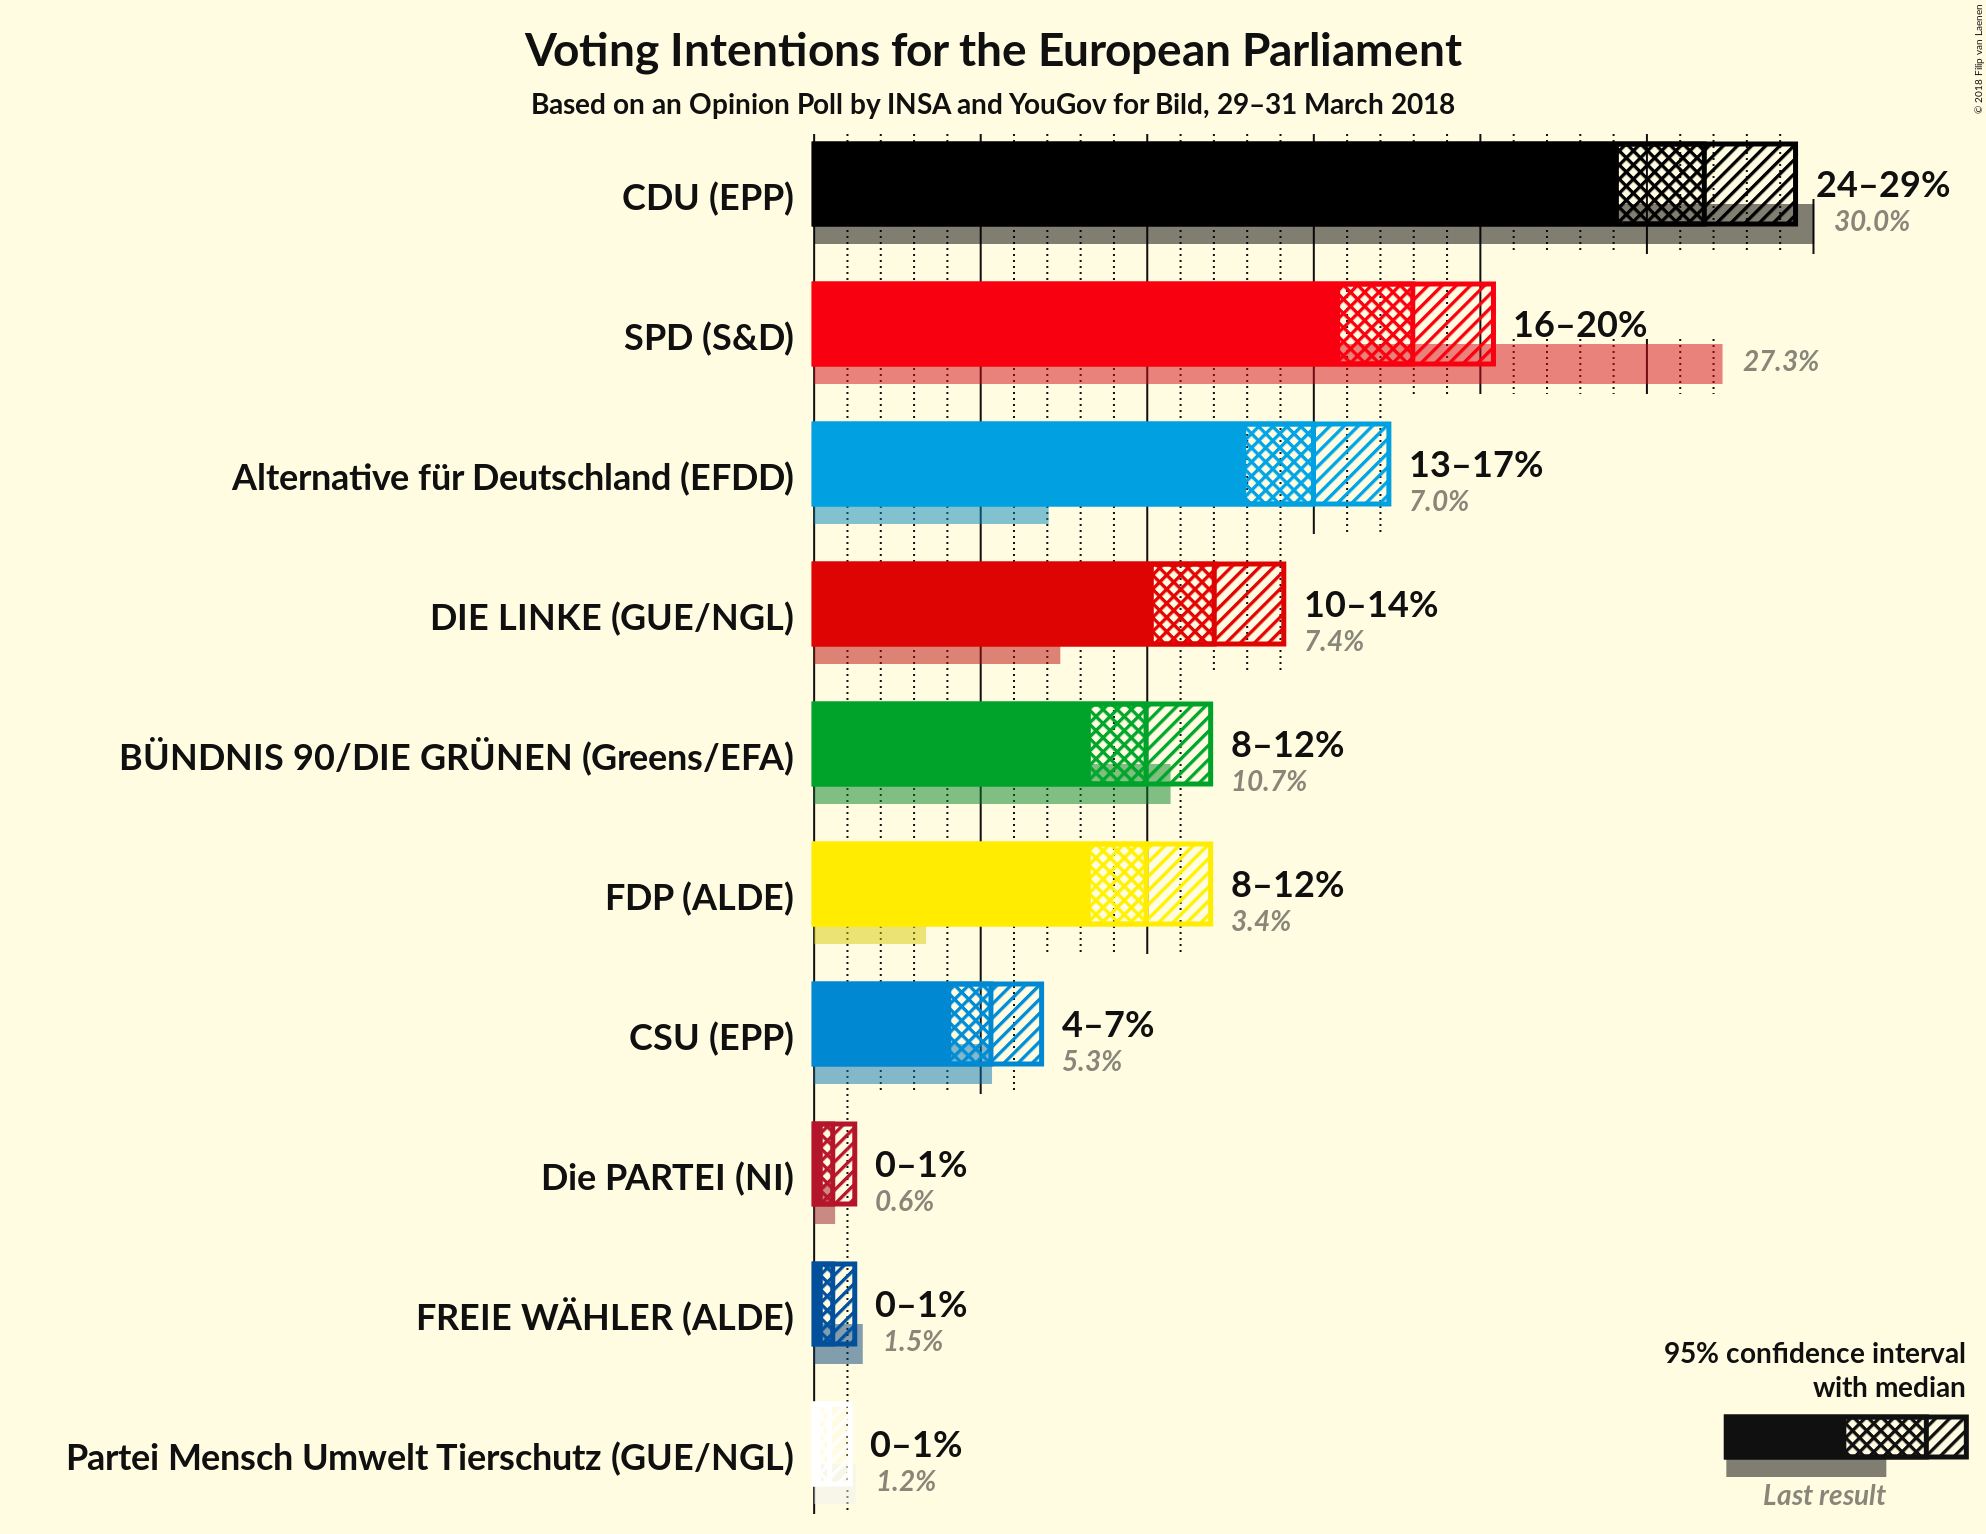 © 2018 Filip van Laenen
Voting Intentions for the European Parliament
Based on an Opinion Poll by INSA and YouGov for Bild, 29–31 March 2018
CDU (EPP)
24–29%
30.0%
SPD (S&D)
16–20%
27.3%
Alternative für Deutschland (EFDD)
13–17%
7.0%
DIE LINKE (GUE/NGL)
10–14%
7.4%
BÜNDNIS 90/DIE GRÜNEN (Greens/EFA)
8–12%
10.7%
FDP (ALDE)
8–12%
3.4%
CSU (EPP)
4–7%
5.3%
Die PARTEI (NI)
0–1%
0.6%
FREIE WÄHLER (ALDE)
0–1%
1.5%
Partei Mensch Umwelt Tierschutz (GUE/NGL)
0–1%
1.2%
95% confidence interval
with median
Last result